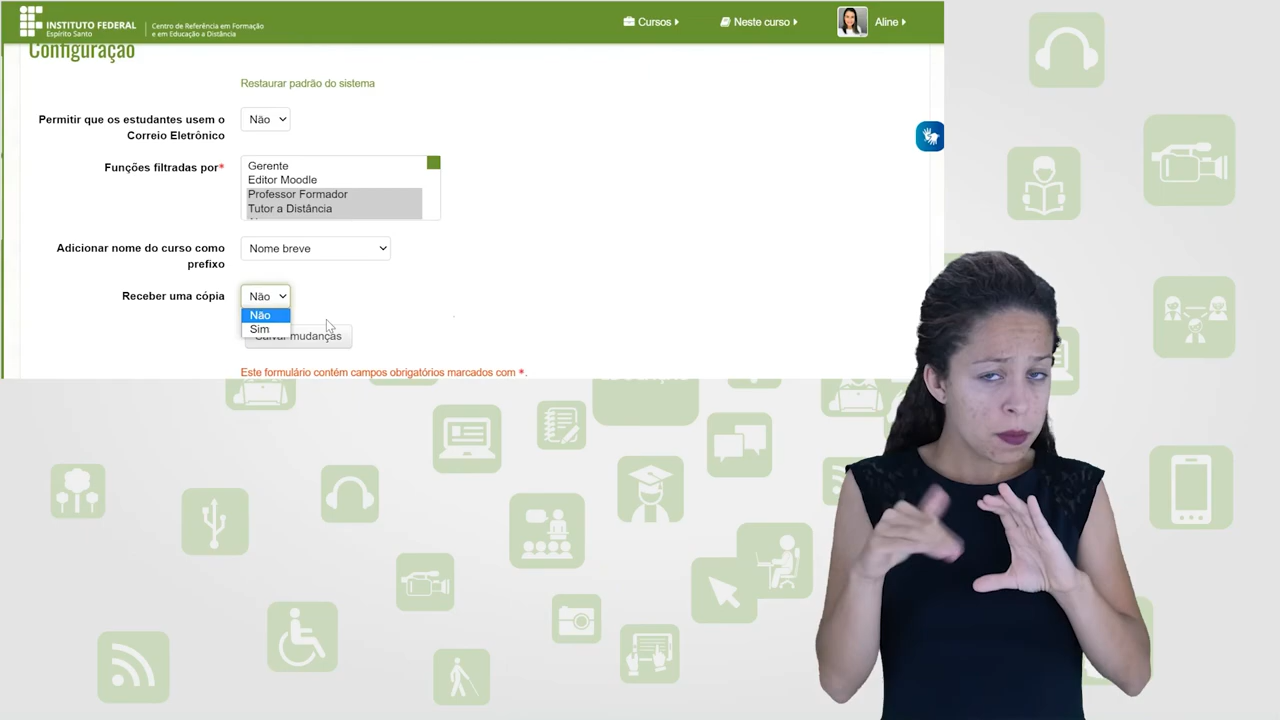 INSTITUTO FEDERAL
Espírito Santo
Centro de Referência em Formação
e em Educação a Distância
Cursos
Neste curso
Aline
Configuração
Restaurar padrão do sistema
Permitir que os estudantes usem o
Correio Eletrônico
Não
Funções filtradas por*
Gerente
Editor Moodle
Professor Formador
Tutor a Distância
Adicionar nome do curso como
prefixo
Nome breve
Receber uma cópia
Não
Não
Sim
Salvar mudanças
Este formulário contém campos obrigatórios marcados com *.